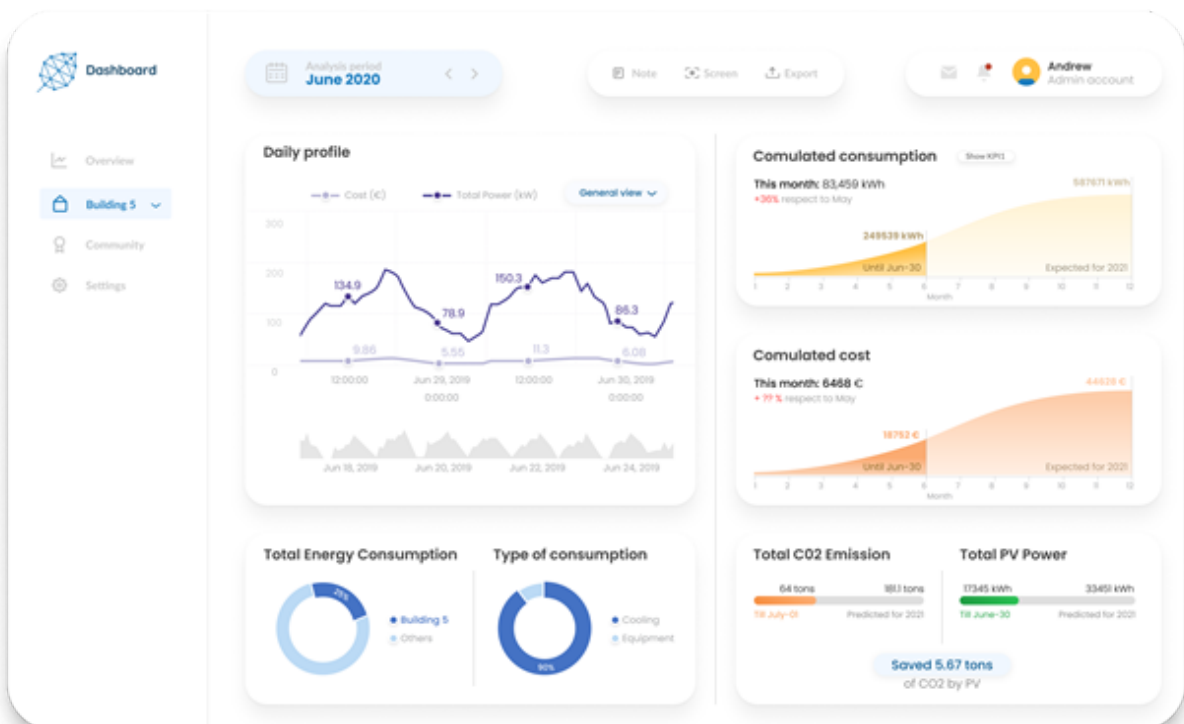 Dashboard
Overview
Building 5
Community
Settings
Analysis period
June 2020
Note
Screen
Export
Andrew
Admin account
Daily profile
Cost (€)
Total Power (kW)
General view
300
200
100
0
134.9
78.9
150.3
86.3
9.86
5.55
11.3
6.08
12:00:00
Jun 29, 2019
0:00:00
12:00:00
Jun 30, 2019
0:00:00
Jun 18, 2019
Jun 20, 2019
Jun 22, 2019
Jun 24, 2019
Comulated consumption
Show KPI1
This month: 83,459 kWh
+36% respect to May
587671 kWh
249539 kWh
Until Jun-30
Expected for 2021
1 2 3 4 5 6 7 8 9 10 11 12
Month
Comulated cost
This month: 6468 €
+ ?? % respect to May
44628 €
18752 €
Until Jun-30
Expected for 2021
1 2 3 4 5 6 7 8 9 10 11 12
Month
Total Energy Consumption
Building 5
Others
Type of consumption
90%
Cooling
Equipment
Total C02 Emission
64 tons
181.1 tons
Till July-01
Predicted for 2021
Total PV Power
17345 kWh
33451 kWh
Till June-30
Predicted for 2021
Saved 5.67 tons
of CO2 by PV